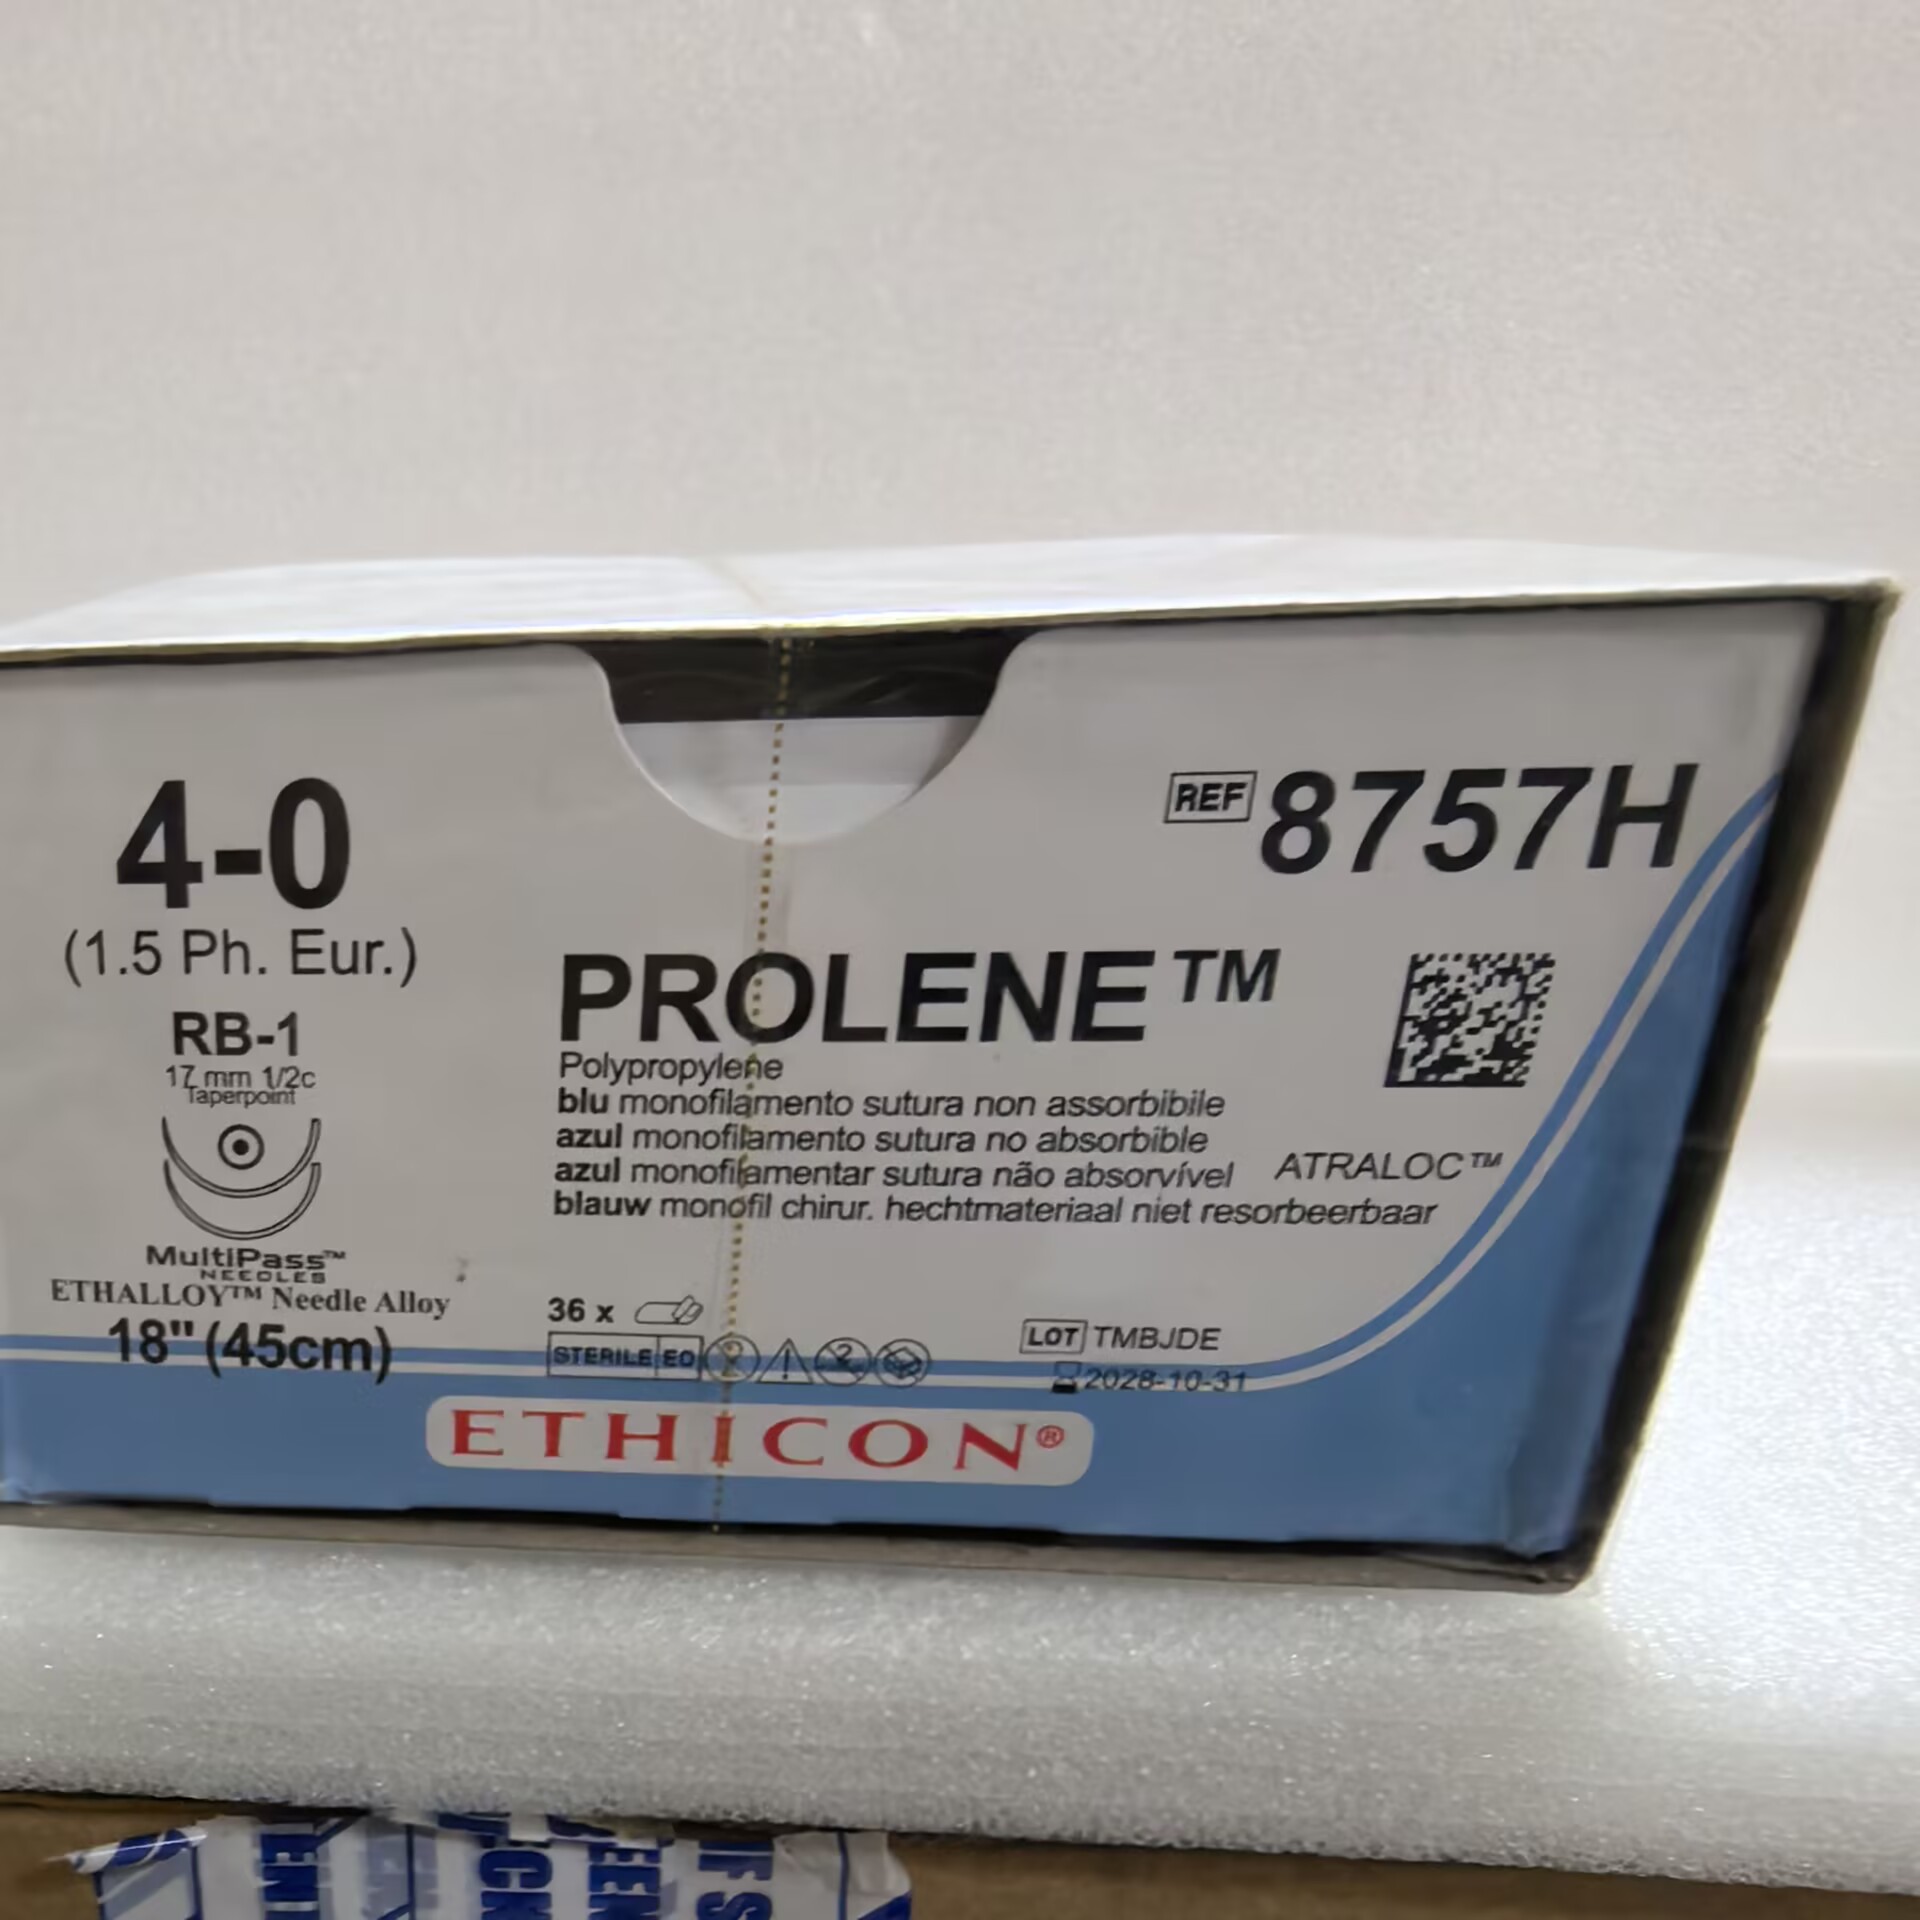 4-0
(1.5 Ph. Eur.)
RB-1
17 mm 1/2c
Taperpoint
MultiPass™
NEEDLES
ETHALLOY™ Needle Alloy
18" (45cm)
REF 8757H
PROLENE™
Polypropylene
blu monofilamento sutura non assorbibile
azul monofilamento sutura no absorbible
azul monofilamentar sutura não absorvível
blauw monofil chirur. hechtmateriaal niet resorbeerbaar
ATRALOC™
36 x
STERILE EO
2
LOT TMBJDE
2028-10-31
ETHICON®
IF S